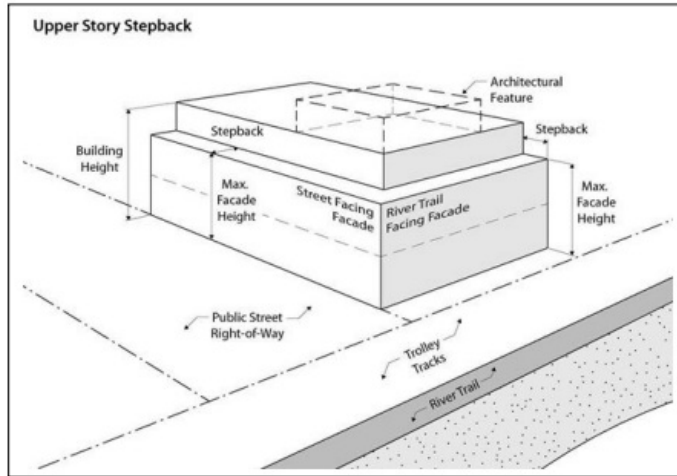 Upper Story Stepback
Architectural
Feature
Stepback
Stepback
Building
Height
Max.
Facade
Height
Street Facing
Facade
River Trail
Facing Facade
Max.
Facade
Height
Public Street
Right-of-Way
Trolley
Tracks
River Trail